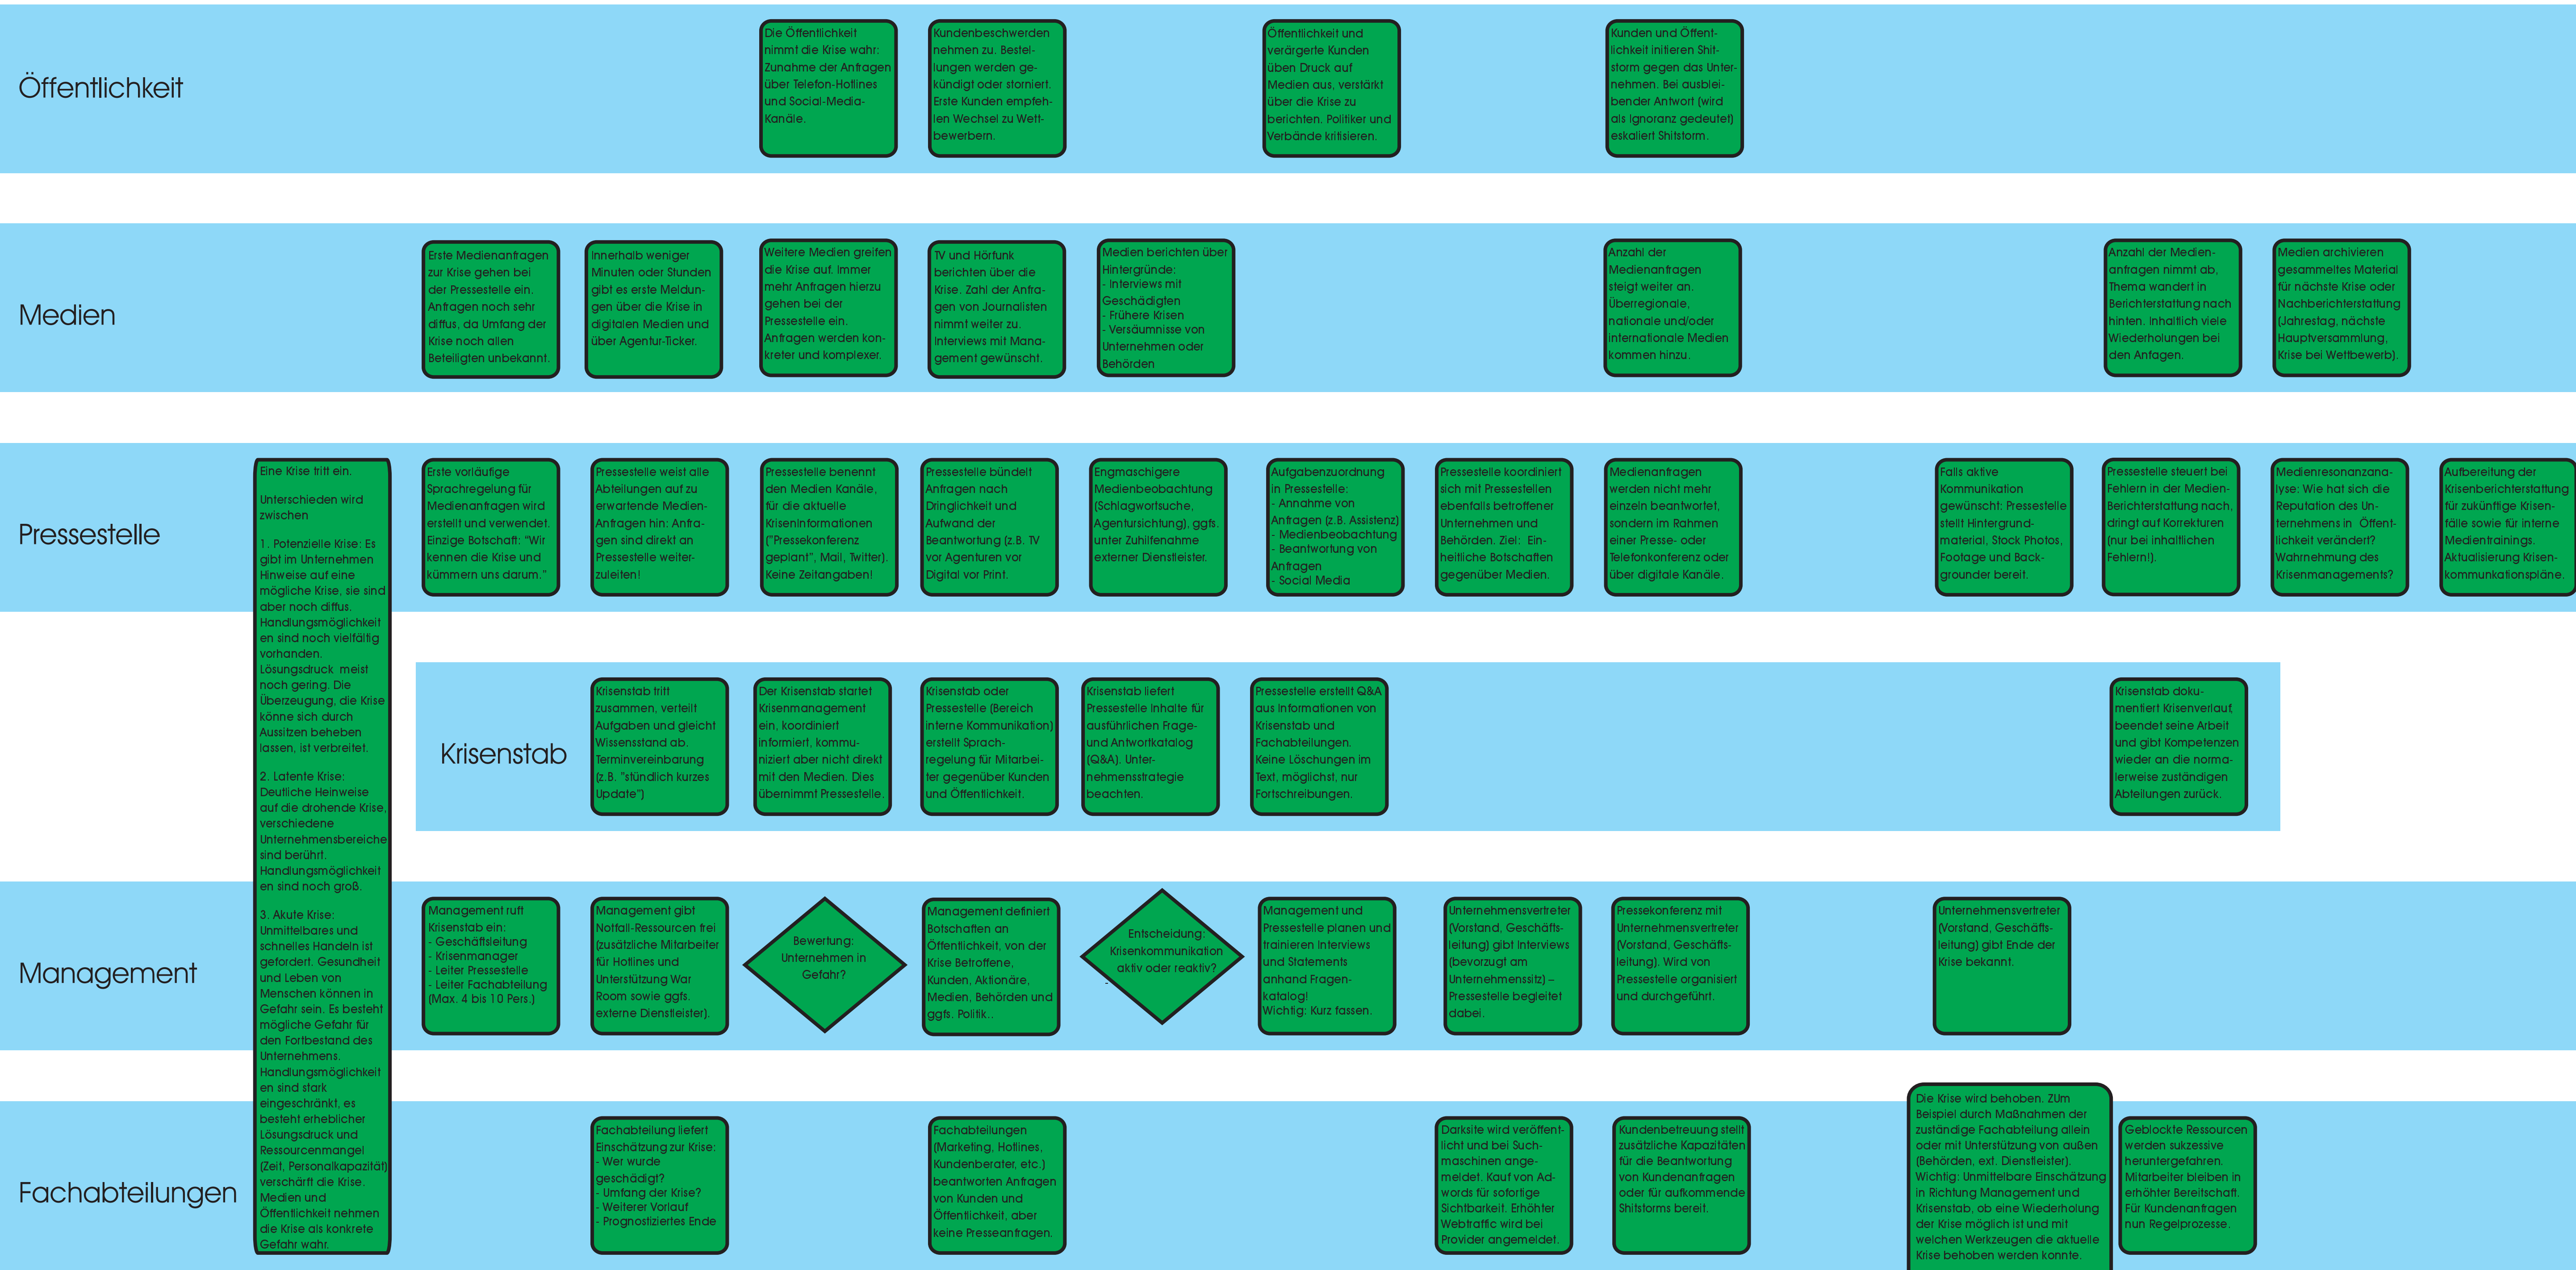 Öffentlichkeit
Die Öffentlichkeit
nimmt die Krise wahr:
Zunahme der Anfragen
über Telefon-Hotlines
und Social-Media-
Kanäle.
Kundenbeschwerden
nehmen zu. Bestel-
lungen werden ge-
kündigt oder storniert.
Erste Kunden empfeh-
len Wechsel zu Wett-
bewerbern.
Öffentlichkeit und
verärgerte Kunden
üben Druck auf
Medien aus, verstärkt
über die Krise zu
berichten. Politiker und
Verbände kritisieren.
Kunden und Öffent-
lichkeit initieren Shit-
storm gegen das Unter-
nehmen. Bei ausblei-
bender Antwort (wird
als Ignoranz gedeutet)
eskaliert Shitstorm.
Medien
Erste Medienanfragen
zur Krise gehen bei
der Pressestelle ein.
Anfragen noch sehr
diffus, da Umfang der
Krise noch allen
Beteiligten unbekannt.
Innerhalb weniger
Minuten oder Stunden
gibt es erste Meldun-
gen über die Krise in
digitalen Medien und
über Agentur-Ticker.
Weitere Medien greifen
die Krise auf. Immer
mehr Anfragen hierzu
gehen bei der
Pressestelle ein.
Anfragen werden kon-
kreter und komplexer.
TV und Hörfunk
berichten über die
Krise. Zahl der Anfra-
gen von Journalisten
nimmt weiter zu.
Interviews mit Mana-
gement gewünscht.
Medien berichten über
Hintergründe:
- Interviews mit
Geschädigten
- Frühere Krisen
- Versäumnisse von
Unternehmen oder
Behörden
Anzahl der
Medienanfragen
steigt weiter an.
Überregionale,
nationale und/oder
internationale Medien
kommen hinzu.
Anzahl der Medien-
anfragen nimmt ab,
Thema wandert in
Berichterstattung nach
hinten. Inhaltlich viele
Wiederholungen bei
den Anfagen.
Medien archivieren
gesammeltes Material
für nächste Krise oder
Nachberichterstattung
(Jahrestag, nächste
Hauptversammlung,
Krise bei Wettbewerb).
Pressestelle
Eine Krise tritt ein.
Unterschieden wird
zwischen
1. Potenzielle Krise: Es
gibt im Unternehmen
Hinweise auf eine
mögliche Krise, sie sind
aber noch diffus.
Handlungsmöglichkeit
en sind noch vielfältig
vorhanden.
Lösungsdruck meist
noch gering. Die
Überzeugung, die Krise
könne sich durch
Aussitzen beheben
lassen, ist verbreitet.
2. Latente Krise:
Deutliche Heinweise
auf die drohende Krise,
verschiedene
Unternehmensbereiche
sind berührt.
Handlungsmöglichkeit
en sind noch groß.
3. Akute Krise:
Unmittelbares und
schnelles Handeln ist
gefordert. Gesundheit
und Leben von
Menschen können in
Gefahr sein. Es besteht
mögliche Gefahr für
den Fortbestand des
Unternehmens.
Handlungsmöglichkeit
en sind stark
eingeschränkt, es
besteht erheblicher
Lösungsdruck und
Ressourcenmangel
(Zeit, Personalkapazität)
verschärft die Krise.
Medien und
Öffentlichkeit nehmen
die Krise als konkrete
Gefahr wahr.
Erste vorläufige
Sprachregelung für
Medienanfragen wird
erstellt und verwendet.
Einzige Botschaft: "Wir
kennen die Krise und
kümmern uns darum."
Pressestelle weist alle
Abteilungen auf zu
erwartende Medien-
Anfragen hin: Anfra-
gen sind direkt an
Pressestelle weiter-
zuleiten!
Pressestelle benennt
den Medien Kanäle,
für die aktuelle
KrisenInformationen
("Pressekonferenz
geplant", Mail, Twitter).
Keine Zeitangaben!
Pressestelle bündelt
Anfragen nach
Dringlichkeit und
Aufwand der
Beantwortung (z.B. TV
vor Agenturen vor
Digital vor Print.
Engmaschigere
Medienbeobachtung
(Schlagwortsuche,
Agentursichtung), ggfs.
unter Zuhilfenahme
externer Dienstleister.
Aufgabenzuordnung
in Pressestelle:
- Annahme von
Anfragen (z.B. Assistenz)
- Medienbeobachtung
- Beantwortung von
Anfragen
- Social Media
Pressestelle koordiniert
sich mit Pressestellen
ebenfalls betroffener
Unternehmen und
Behörden. Ziel: Ein-
heitliche Botschaften
gegenüber Medien.
Medienanfragen
werden nicht mehr
einzeln beantwortet,
sondern im Rahmen
einer Presse- oder
Telefonkonferenz oder
über digitale Kanäle.
Falls aktive
Kommunikation
gewünscht: Pressestelle
stellt Hintergrund-
material, Stock Photos,
Footage und Back-
grounder bereit.
Pressestelle steuert bei
Fehlern in der Medien-
Berichterstattung nach,
dringt auf Korrekturen
(nur bei inhaltlichen
Fehlern!).
Medienresonanzana-
lyse: Wie hat sich die
Reputation des Un-
ternehmens in Öffent-
lichkeit verändert?
Wahrnehmung des
Krisenmanagements?
Aufbereitung der
Krisenberichterstattung
für zukünftige Krisen-
fälle sowie für interne
Medientrainings.
Aktualisierung Krisen-
kommunkationspläne.
Krisenstab
Krisenstab tritt
zusammen, verteilt
Aufgaben und gleicht
Wissensstand ab.
Terminvereinbarung
(z.B. "stündlich kurzes
Update")
Der Krisenstab startet
Krisenmanagement
ein, koordiniert
informiert, kommu-
niziert aber nicht direkt
mit den Medien. Dies
übernimmt Pressestelle.
Krisenstab oder
Pressestelle (Bereich
interne Kommunikation)
erstellt Sprach-
regelung für Mitarbei-
ter gegenüber Kunden
und Öffentlichkeit.
Krisenstab liefert
Pressestelle Inhalte für
ausführlichen Frage-
und Antwortkatalog
(Q&A). Unter-
nehmensstrategie
beachten.
Pressestelle erstellt Q&A
aus Informationen von
Krisenstab und
Fachabteilungen.
Keine Löschungen im
Text, möglichst, nur
Fortschreibungen.
Krisenstab doku-
mentiert Krisenverlauf,
beendet seine Arbeit
und gibt Kompetenzen
wieder an die norma-
lerweise zuständigen
Abteilungen zurück.
Management
Management ruft
Krisenstab ein:
- Geschäftsleitung
- Krisenmanager
- Leiter Pressestelle
- Leiter Fachabteilung
(Max. 4 bis 10 Pers.)
Management gibt
Notfall-Ressourcen frei
(zusätzliche Mitarbeiter
für Hotlines und
Unterstützung War
Room sowie ggfs.
externe Dienstleister).
Bewertung:
Unternehmen in
Gefahr?
Management definiert
Botschaften an
Öffentlichkeit, von der
Krise Betroffene,
Kunden, Aktionäre,
Medien, Behörden und
ggfs. Politik..
Entscheidung:
Krisenkommunikation
aktiv oder reaktiv?
-
Management und
Pressestelle planen und
trainieren Interviews
und Statements
anhand Fragen-
katalog!
Wichtig: Kurz fassen.
Unternehmensvertreter
(Vorstand, Geschäfts-
leitung) gibt Interviews
(bevorzugt am
Unternehmenssitz) –
Pressestelle begleitet
dabei.
Pressekonferenz mit
Unternehmensvertreter
(Vorstand, Geschäfts-
leitung). Wird von
Pressestelle organisiert
und durchgeführt.
Unternehmensvertreter
(Vorstand, Geschäfts-
leitung) gibt Ende der
Krise bekannt.
Fachabteilungen
Fachabteilung liefert
Einschätzung zur Krise:
- Wer wurde
geschädigt?
- Umfang der Krise?
- Weiterer Vorlauf
- Prognostiziertes Ende
Fachabteilungen
(Marketing, Hotlines,
Kundenberater, etc.)
beantworten Anfragen
von Kunden und
Öffentlichkeit, aber
keine Presseanfragen.
Darksite wird veröffent-
licht und bei Such-
maschinen ange-
meldet. Kauf von Ad-
words für sofortige
Sichtbarkeit. Erhöhter
Webtraffic wird bei
Provider angemeldet.
Kundenbetreuung stellt
zusätzliche Kapazitäten
für die Beantwortung
von Kundenanfragen
oder für aufkommende
Shitstorms bereit.
Die Krise wird behoben. ZUm
Beispiel durch Maßnahmen der
zuständige Fachabteilung allein
oder mit Unterstützung von außen
(Behörden, ext. Dienstleister).
Wichtig: Unmittelbare Einschätzung
in Richtung Management und
Krisenstab, ob eine Wiederholung
der Krise möglich ist und mit
welchen Werkzeugen die aktuelle
Krise behoben werden konnte.
Geblockte Ressourcen
werden sukzessive
heruntergefahren.
Mitarbeiter bleiben in
erhöhter Bereitschaft.
Für Kundenanfragen
nun Regelprozesse.